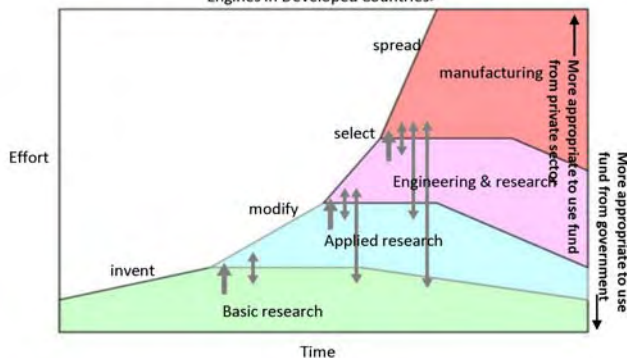 Engines in Developed Countries.
spread
manufacturing
select
Effort
Engineering & research
modify
Applied research
invent
Basic research
Time
More appropriate to use fund
from private sector
More appropriate to use
fund from government